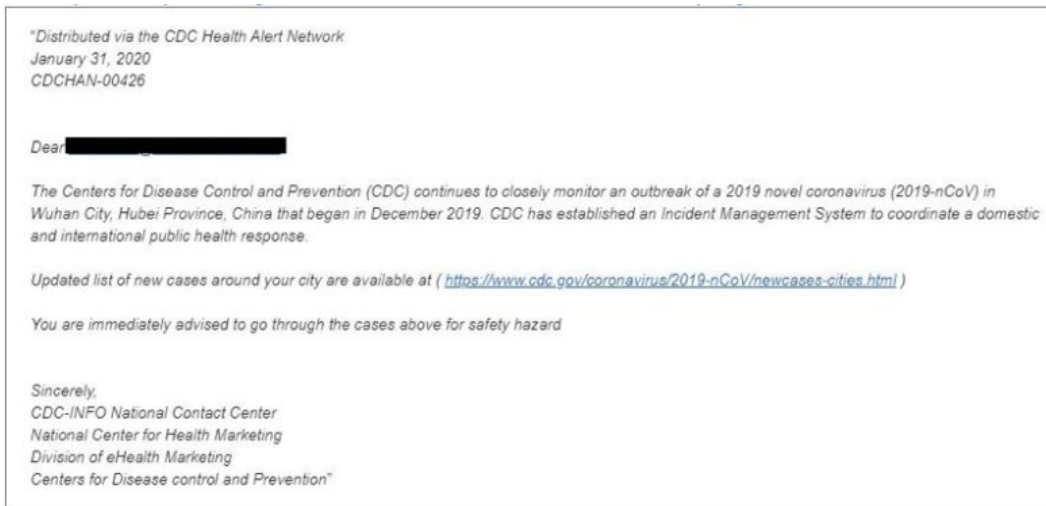 "Distributed via the CDC Health Alert Network
January 31, 2020
CDCHAN-00426
Dear
The Centers for Disease Control and Prevention (CDC) continues to closely monitor an outbreak of a 2019 novel coronavirus (2019-nCoV) in
Wuhan City, Hubei Province, China that began in December 2019. CDC has established an Incident Management System to coordinate a domestic
and international public health response.
Updated list of new cases around your city are available at ( https://www.cdc.gov/coronavirus/2019-nCoV/newcases-cities.html )
You are immediately advised to go through the cases above for safety hazard
Sincerely,
CDC-INFO National Contact Center
National Center for Health Marketing
Division of eHealth Marketing
Centers for Disease control and Prevention"